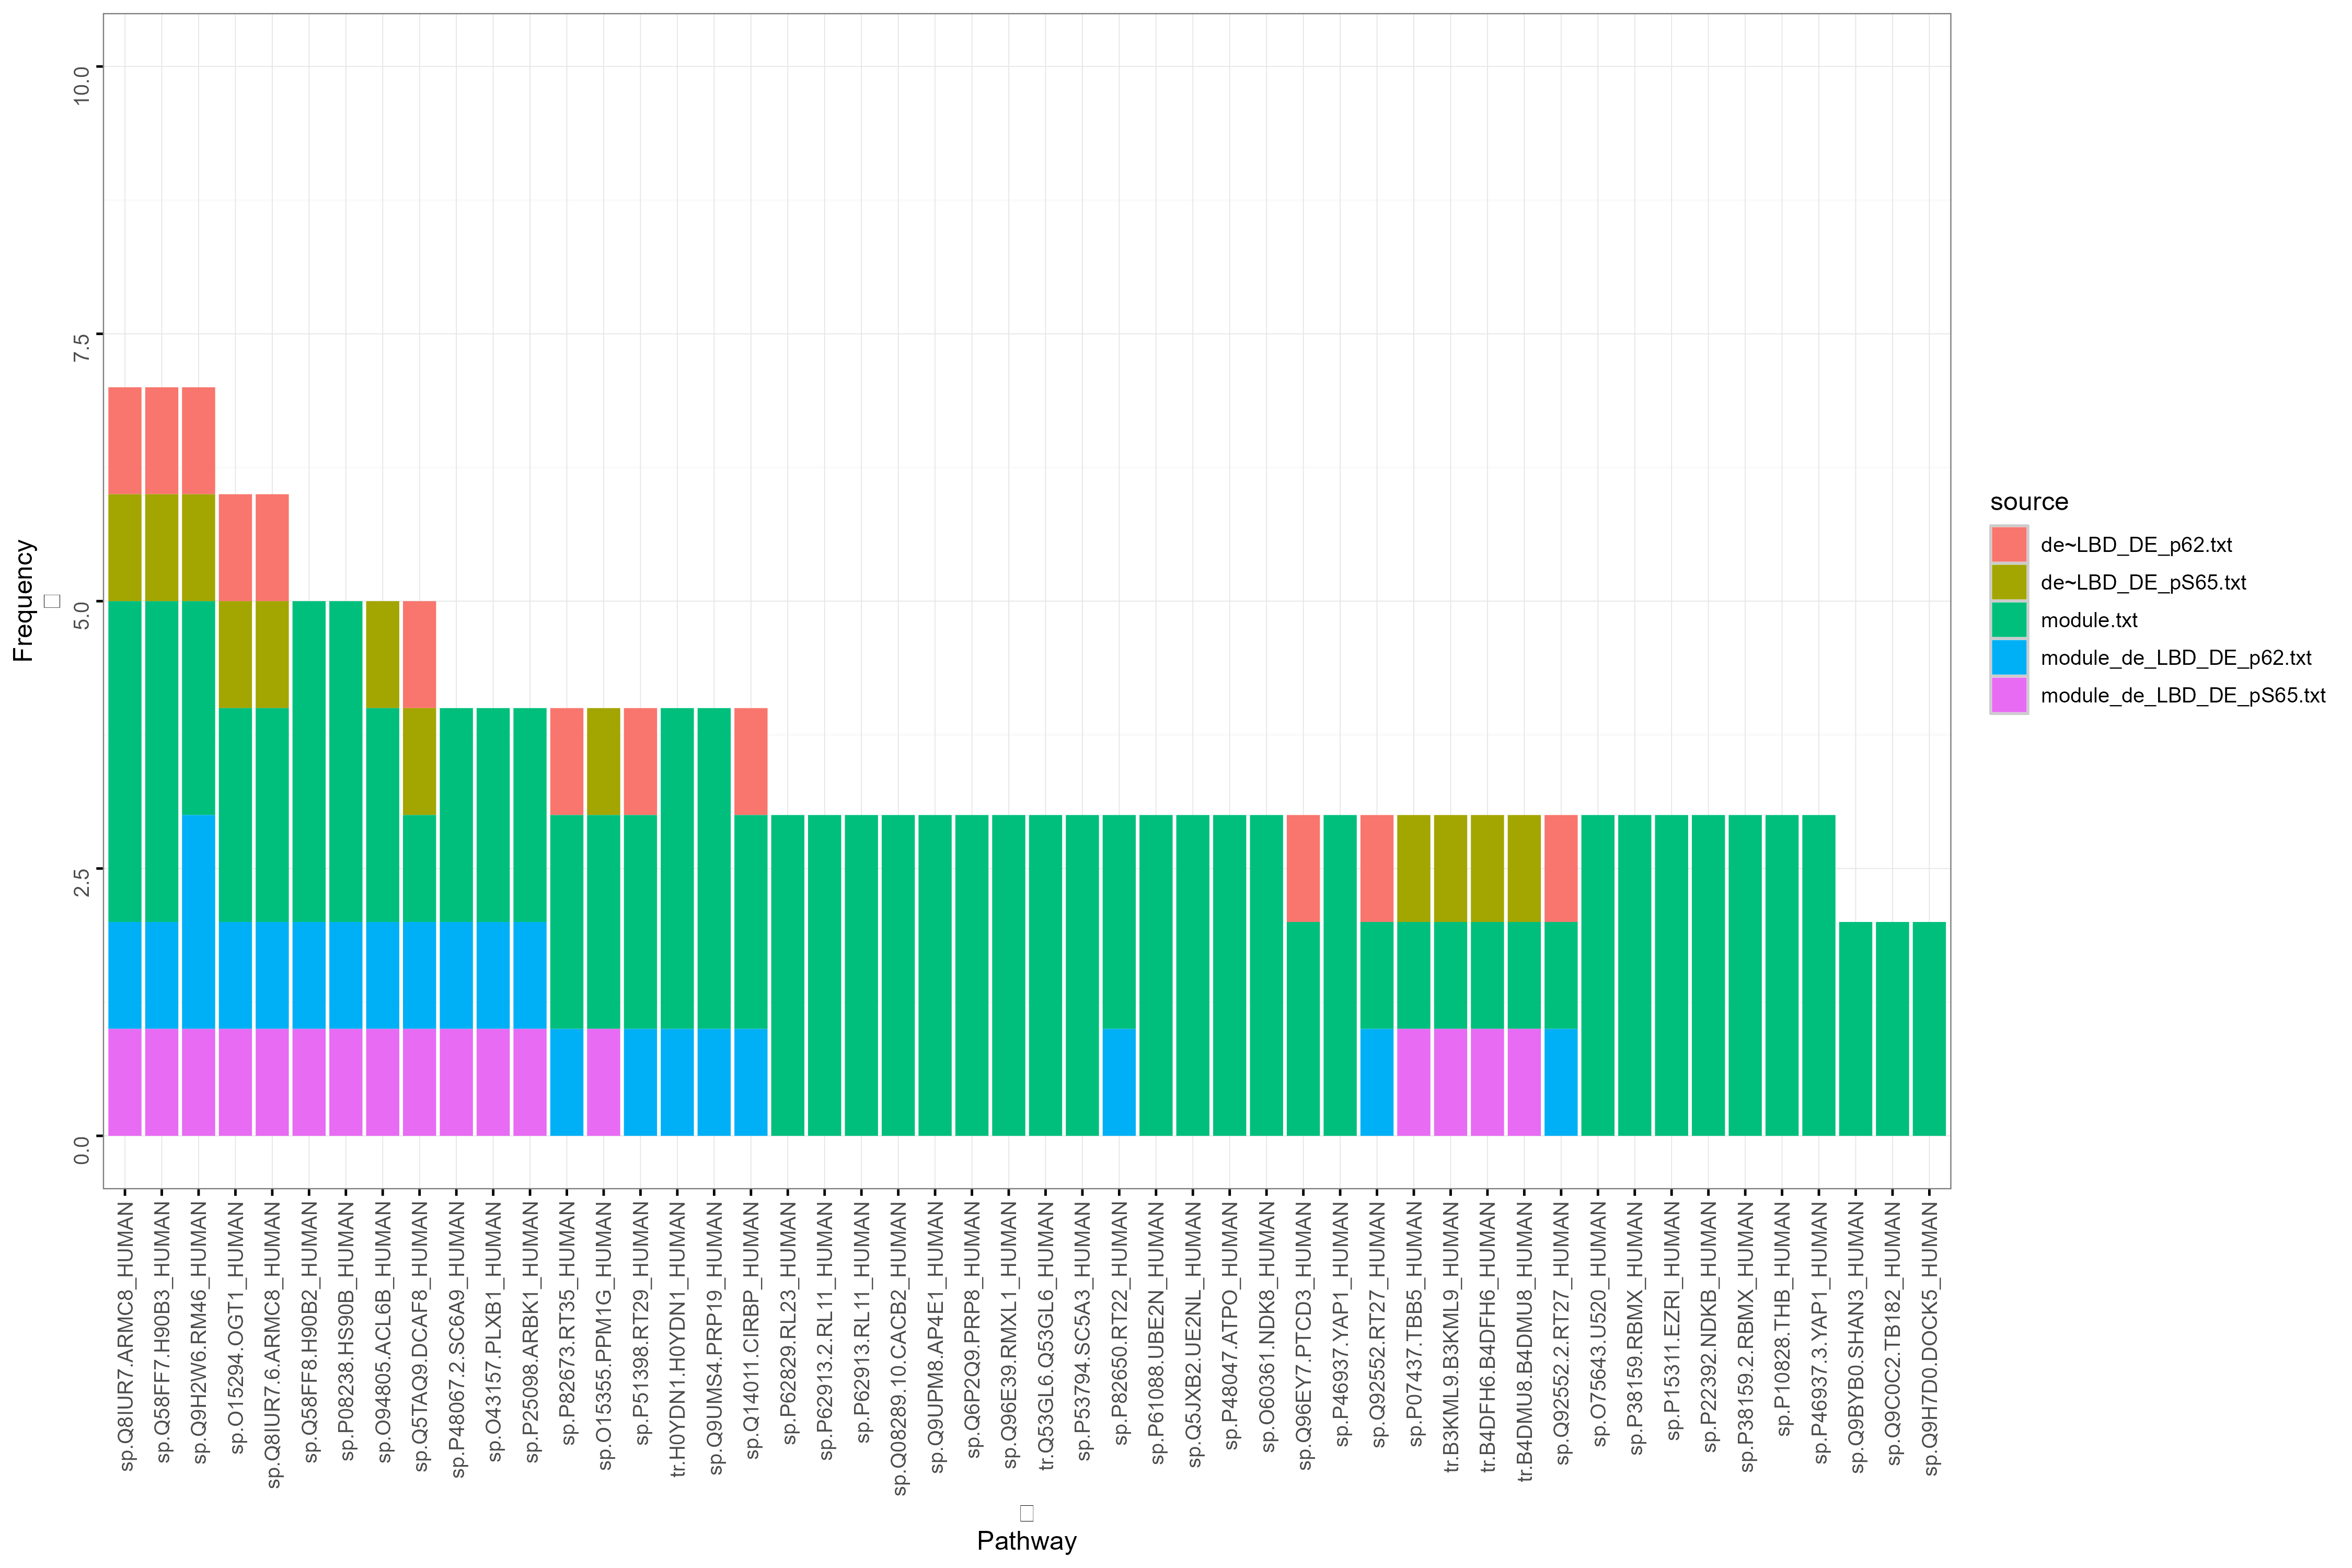 Frequency
10.0
7.5
5.0
2.5
0.0
sp.Q8IUR7.ARMC8_HUMAN
sp.Q58FF7.H90B3_HUMAN
sp.Q9H2W6.RM46_HUMAN
sp.O15294.OGT1_HUMAN
sp.Q8IUR7.6.ARMC8_HUMAN
sp.Q58FF8.H90B2_HUMAN
sp.P08238.HS90B_HUMAN
sp.O94805.ACL6B_HUMAN
sp.Q5TAQ9.DCAF8_HUMAN
sp.P48067.2.SC6A9_HUMAN
sp.O43157.PLXB1_HUMAN
sp.P25098.ARBK1_HUMAN
sp.P82673.RT35_HUMAN
sp.O15355.PPM1G_HUMAN
sp.P51398.RT29_HUMAN
tr.H0YDN1.H0YDN1_HUMAN
sp.Q9UMS4.PRP19_HUMAN
sp.Q14011.CIRBP_HUMAN
sp.P62829.RL23_HUMAN
sp.P62913.2.RL11_HUMAN
sp.P62913.RL11_HUMAN
sp.Q08289.10.CACB2_HUMAN
sp.Q9UPM8.AP4E1_HUMAN
sp.Q6P2Q9.PRP8_HUMAN
sp.Q96E39.RMXL1_HUMAN
tr.Q53GL6.Q53GL6_HUMAN
sp.P53794.SC5A3_HUMAN
sp.P82650.RT22_HUMAN
sp.P61088.UBE2N_HUMAN
sp.Q5JXB2.UE2NL_HUMAN
sp.P48047.ATPO_HUMAN
sp.O60361.NDK8_HUMAN
sp.Q96EY7.PTCD3_HUMAN
sp.P46937.YAP1_HUMAN
sp.Q92552.RT27_HUMAN
sp.P07437.TBB5_HUMAN
tr.B3KML9.B3KML9_HUMAN
tr.B4DFH6.B4DFH6_HUMAN
tr.B4DMU8.B4DMU8_HUMAN
sp.Q92552.2.RT27_HUMAN
sp.O75643.U520_HUMAN
sp.P38159.RBMX_HUMAN
sp.P15311.EZRI_HUMAN
sp.P22392.NDKB_HUMAN
sp.P38159.2.RBMX_HUMAN
sp.P10828.THB_HUMAN
sp.P46937.3.YAP1_HUMAN
sp.Q9BYB0.SHAN3_HUMAN
sp.Q9C0C2.TB182_HUMAN
sp.Q9H7D0.DOCK5_HUMAN
Pathway
source
de~LBD_DE_p62.txt
de~LBD_DE_pS65.txt
module.txt
module_de_LBD_DE_p62.txt
module_de_LBD_DE_pS65.txt